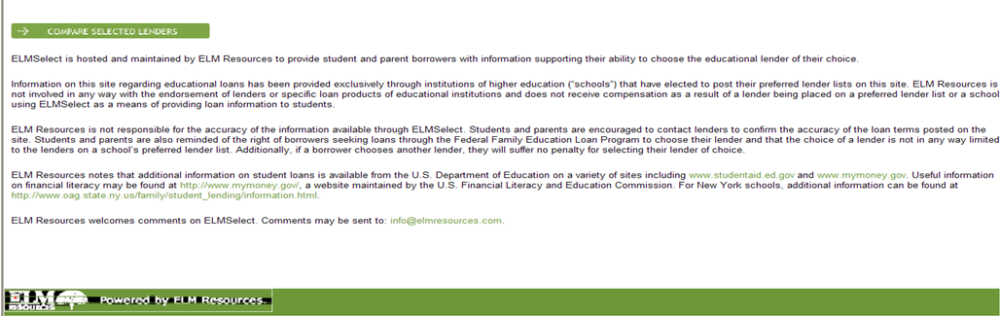 COMPARE SELECTED LENDERS
ELMSelect is hosted and maintained by ELM Resources to provide student and parent borrowers with information supporting their ability to choose the educational lender of their choice.
Information on this site regarding educational loans has been provided exclusively through institutions of higher education ("schools") that have elected to post their preferred lender lists on this site. ELM Resources is
not involved in any way with the endorsement of lenders or specific loan products of educational institutions and does not receive compensation as a result of a lender being placed on a preferred lender list or a school
using ELMSelect as a means of providing loan information to students.
ELM Resources is not responsible for the accuracy of the information available through ELMSelect. Students and parents are encouraged to contact lenders to confirm the accuracy of the loan terms posted on the
site. Students and parents are also reminded of the right of borrowers seeking loans through the Federal Family Education Loan Program to choose their lender and that the choice of a lender is not in any way limited
to the lenders on a school's preferred lender list. Additionally, if a borrower chooses another lender, they will suffer no penalty for selecting their lender of choice.
ELM Resources notes that additional information on student loans is available from the U.S. Department of Education on a variety of sites including www.studentaid.ed.gov and www.mymoney.gov. Useful information
on financial literacy may be found at http://www.mymoney.gov/, a website maintained by the U.S. Financial Literacy and Education Commission. For New York schools, additional information can be found at
http://www.oag.state.ny.us/family/student_lending/information.html.
ELM Resources welcomes comments on ELMSelect. Comments may be sent to: info@elmresources.com.
ELM RESOURCES Powered by ELM Resources